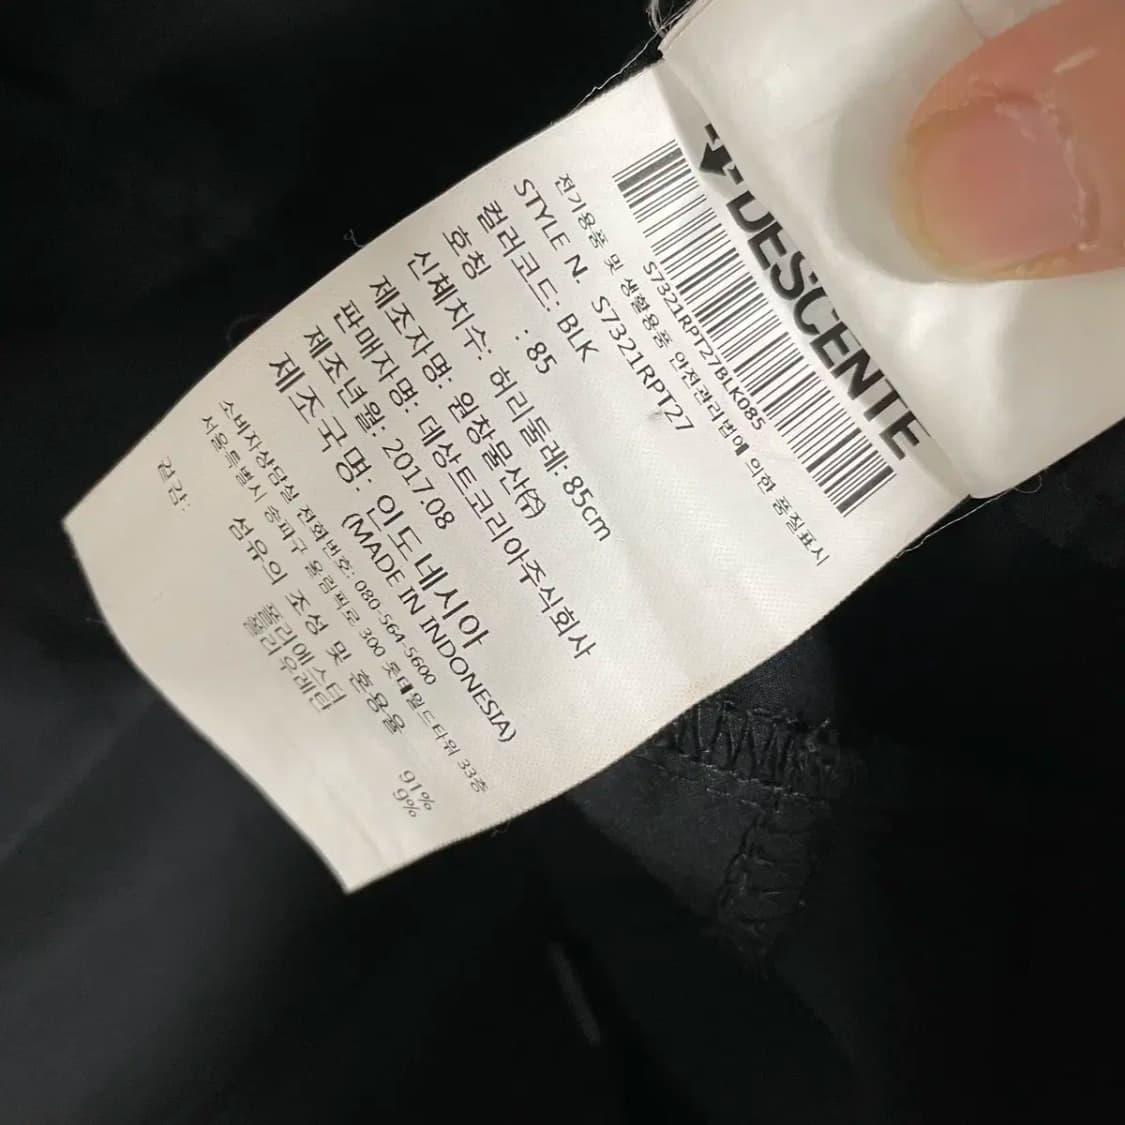 DESCENTE
S7321RPT27BLK085
전기용품 및 생활용품 안전관리법에 의한 품질표시
STYLE N. S7321RPT27
컬러코드: BLK
호칭 : 85
신체치수: 허리둘레: 85cm
제조자명: 원창물산㈜
판매자명: 데상트코리아주식회사
제조년월: 2017.08
제조국명: 인도네시아
(MADE IN INDONESIA)
소비자상담실 전화번호: 080-564-5600
서울특별시 송파구 올림픽로 300 롯데월드타워 33층
섬유의 조성 및 혼용율
겉감: 폴리에스터 91%
폴리우레탄 9%